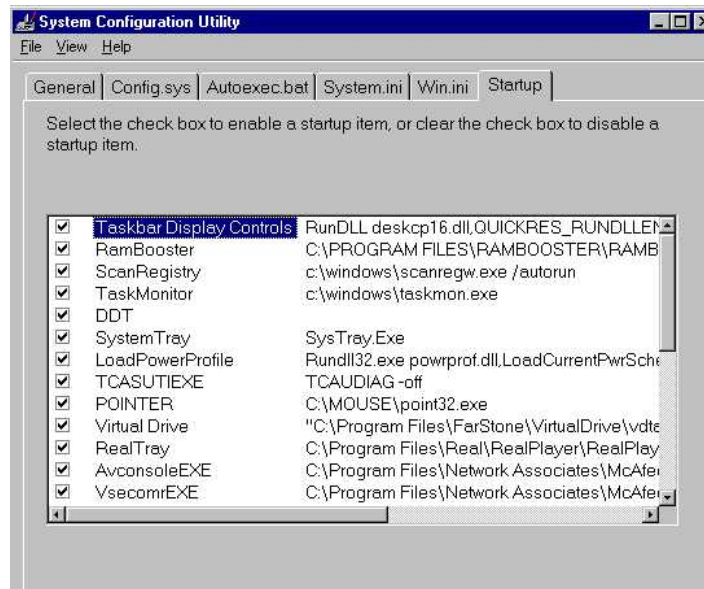 System Configuration Utility
File View Help
General Config.sys Autoexec.bat System.ini Win.ini Startup
Select the check box to enable a startup item, or clear the check box to disable a
startup item.
Taskbar Display Controls RunDLL deskcp16.dll,QUICKRES_RUNDLLEN
RamBooster C:\PROGRAM FILES\RAMBOOSTER\RAMB
ScanRegistry c:\windows\scanregw.exe /autorun
TaskMonitor c:\windows\taskmon.exe
DDT
SystemTray SysTray.Exe
LoadPowerProfile Rundll32.exe powrprof.dll,LoadCurrentPwrSche
TCASUTIEXE TCAUDIAG -off
POINTER C:\MOUSE\point32.exe
Virtual Drive "C:\Program Files\FarStone\VirtualDrive\vdta
RealTray C:\Program Files\Real\RealPlayer\RealPlay
AvconsoleEXE C:\Program Files\Network Associates\McAfee
VsecomrEXE C:\Program Files\Network Associates\McAfee